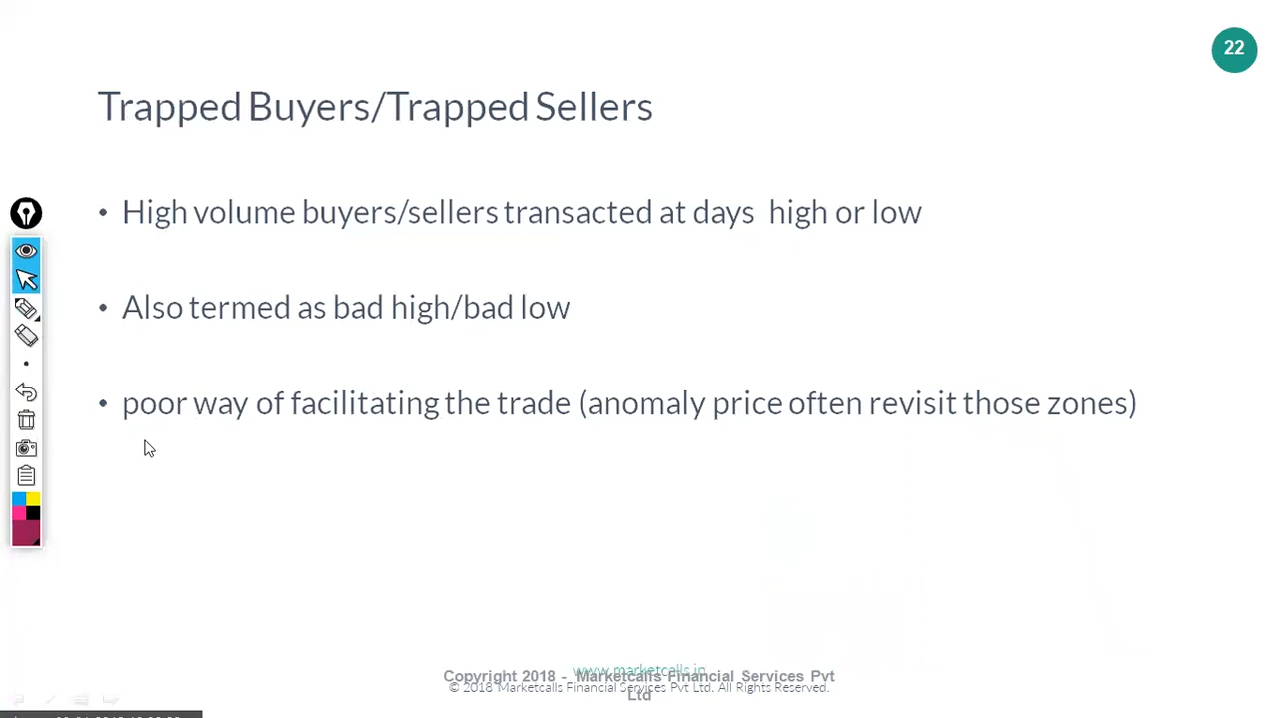 22
Trapped Buyers/Trapped Sellers
• High volume buyers/sellers transacted at days high or low
• Also termed as bad high/bad low
• poor way of facilitating the trade (anomaly price often revisit those zones)
www.marketcalls.in
Copyright 2018 - Marketcalls Financial Services Pvt
Ltd
© 2018 Marketcalls Financial Services Pvt Ltd. All Rights Reserved.